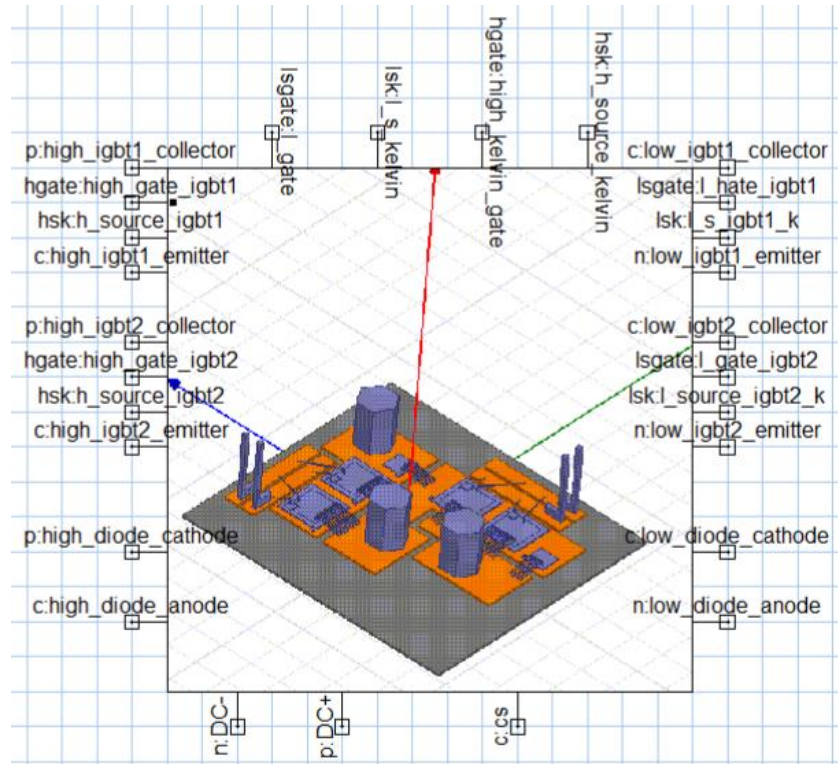 lsgate:l_gate
lsk:l_s_kelvin
hgate:high_kelvin_gate
hsk:h_source_kelvin
p:high_igbt1_collector
hgate:high_gate_igbt1
hsk:h_source_igbt1
c:high_igbt1_emitter
p:high_igbt2_collector
hgate:high_gate_igbt2
hsk:h_source_igbt2
c:high_igbt2_emitter
p:high_diode_cathode
c:high_diode_anode
c:low_igbt1_collector
lsgate:l_hate_igbt1
lsk:l_s_igbt1_k
n:low_igbt1_emitter
c:low_igbt2_collector
lsgate:l_gate_igbt2
lsk:l_source_igbt2_k
n:low_igbt2_emitter
c:low_diode_cathode
n:low_diode_anode
n:DC-
p:DC+
c:cs